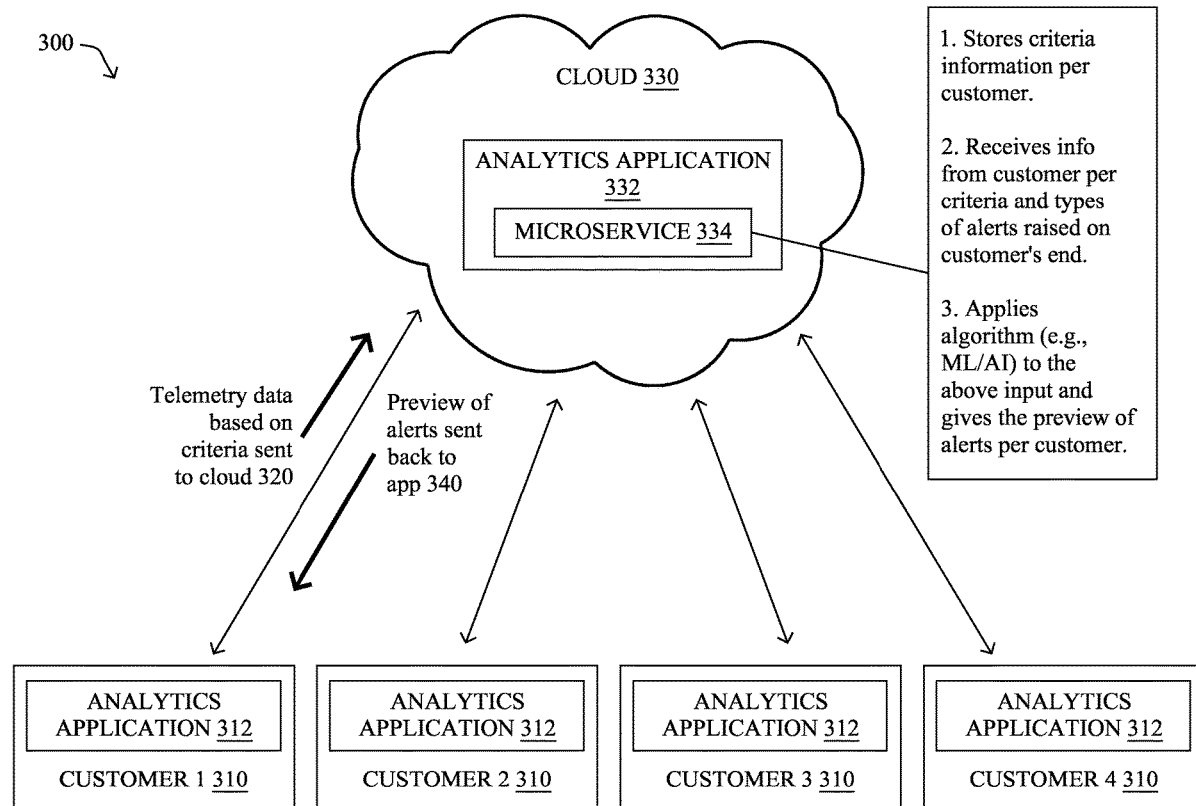 300
CLOUD 330
ANALYTICS APPLICATION
332
MICROSERVICE 334
1. Stores criteria
information per
customer.
2. Receives info
from customer per
criteria and types
of alerts raised on
customer's end.
3. Applies
algorithm (e.g.,
ML/AI) to the
above input and
gives the preview of
alerts per customer.
Telemetry data
based on
criteria sent
to cloud 320
Preview of
alerts sent
back to
app 340
ANALYTICS
APPLICATION 312
CUSTOMER 1 310
ANALYTICS
APPLICATION 312
CUSTOMER 2 310
ANALYTICS
APPLICATION 312
CUSTOMER 3 310
ANALYTICS
APPLICATION 312
CUSTOMER 4 310